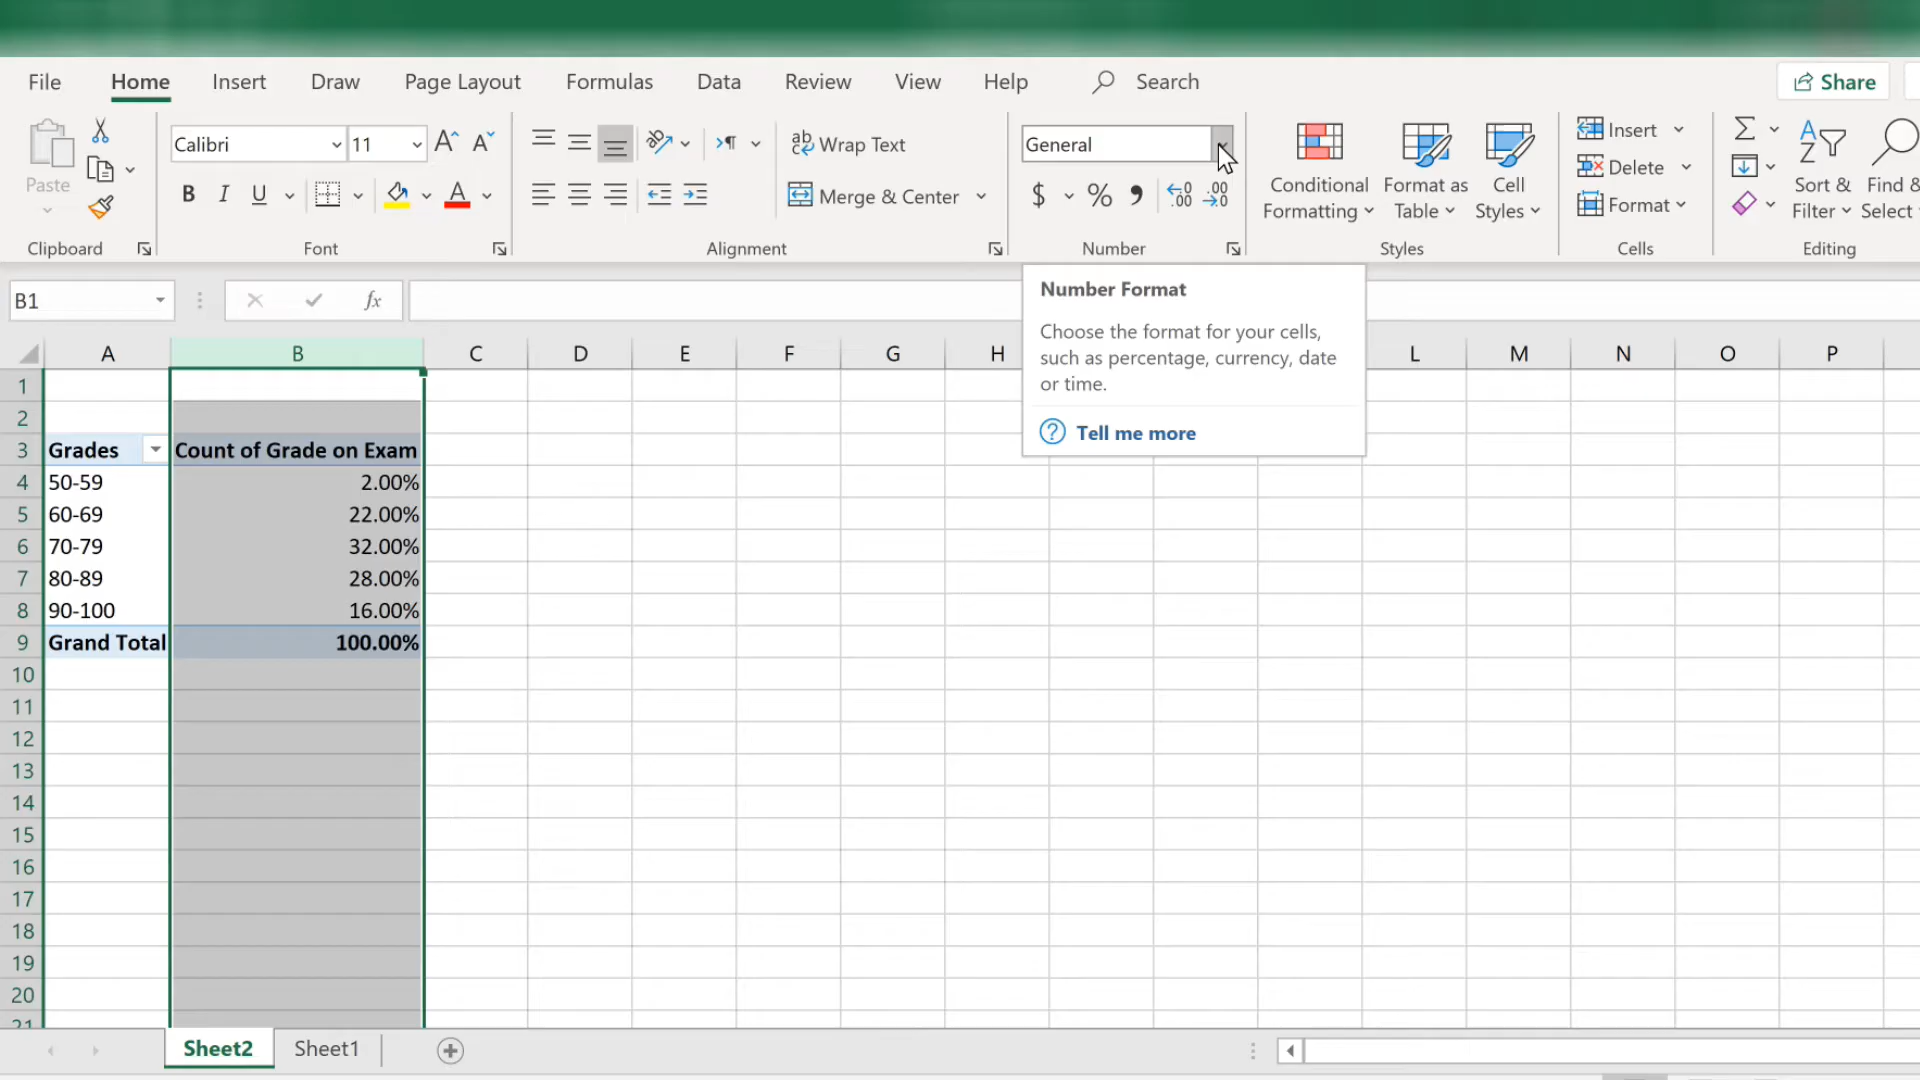 File Home Insert Draw Page Layout Formulas Data Review View Help Search Share
Calibri 11 Wrap Text General Insert
Paste Conditional Formatting Format as Table Cell Styles Delete Sort & Filter Find & Select
B I U A Merge & Center $ % Format
Clipboard Font Alignment Number Styles Cells Editing
B1 fx
Number Format
Choose the format for your cells,
such as percentage, currency, date
or time.
Tell me more
A B C D E F G H L M N O P
1
2
3 Grades Count of Grade on Exam
4 50-59 2.00%
5 60-69 22.00%
6 70-79 32.00%
7 80-89 28.00%
8 90-100 16.00%
9 Grand Total 100.00%
10
11
12
13
14
15
16
17
18
19
20
21
Sheet2 Sheet1